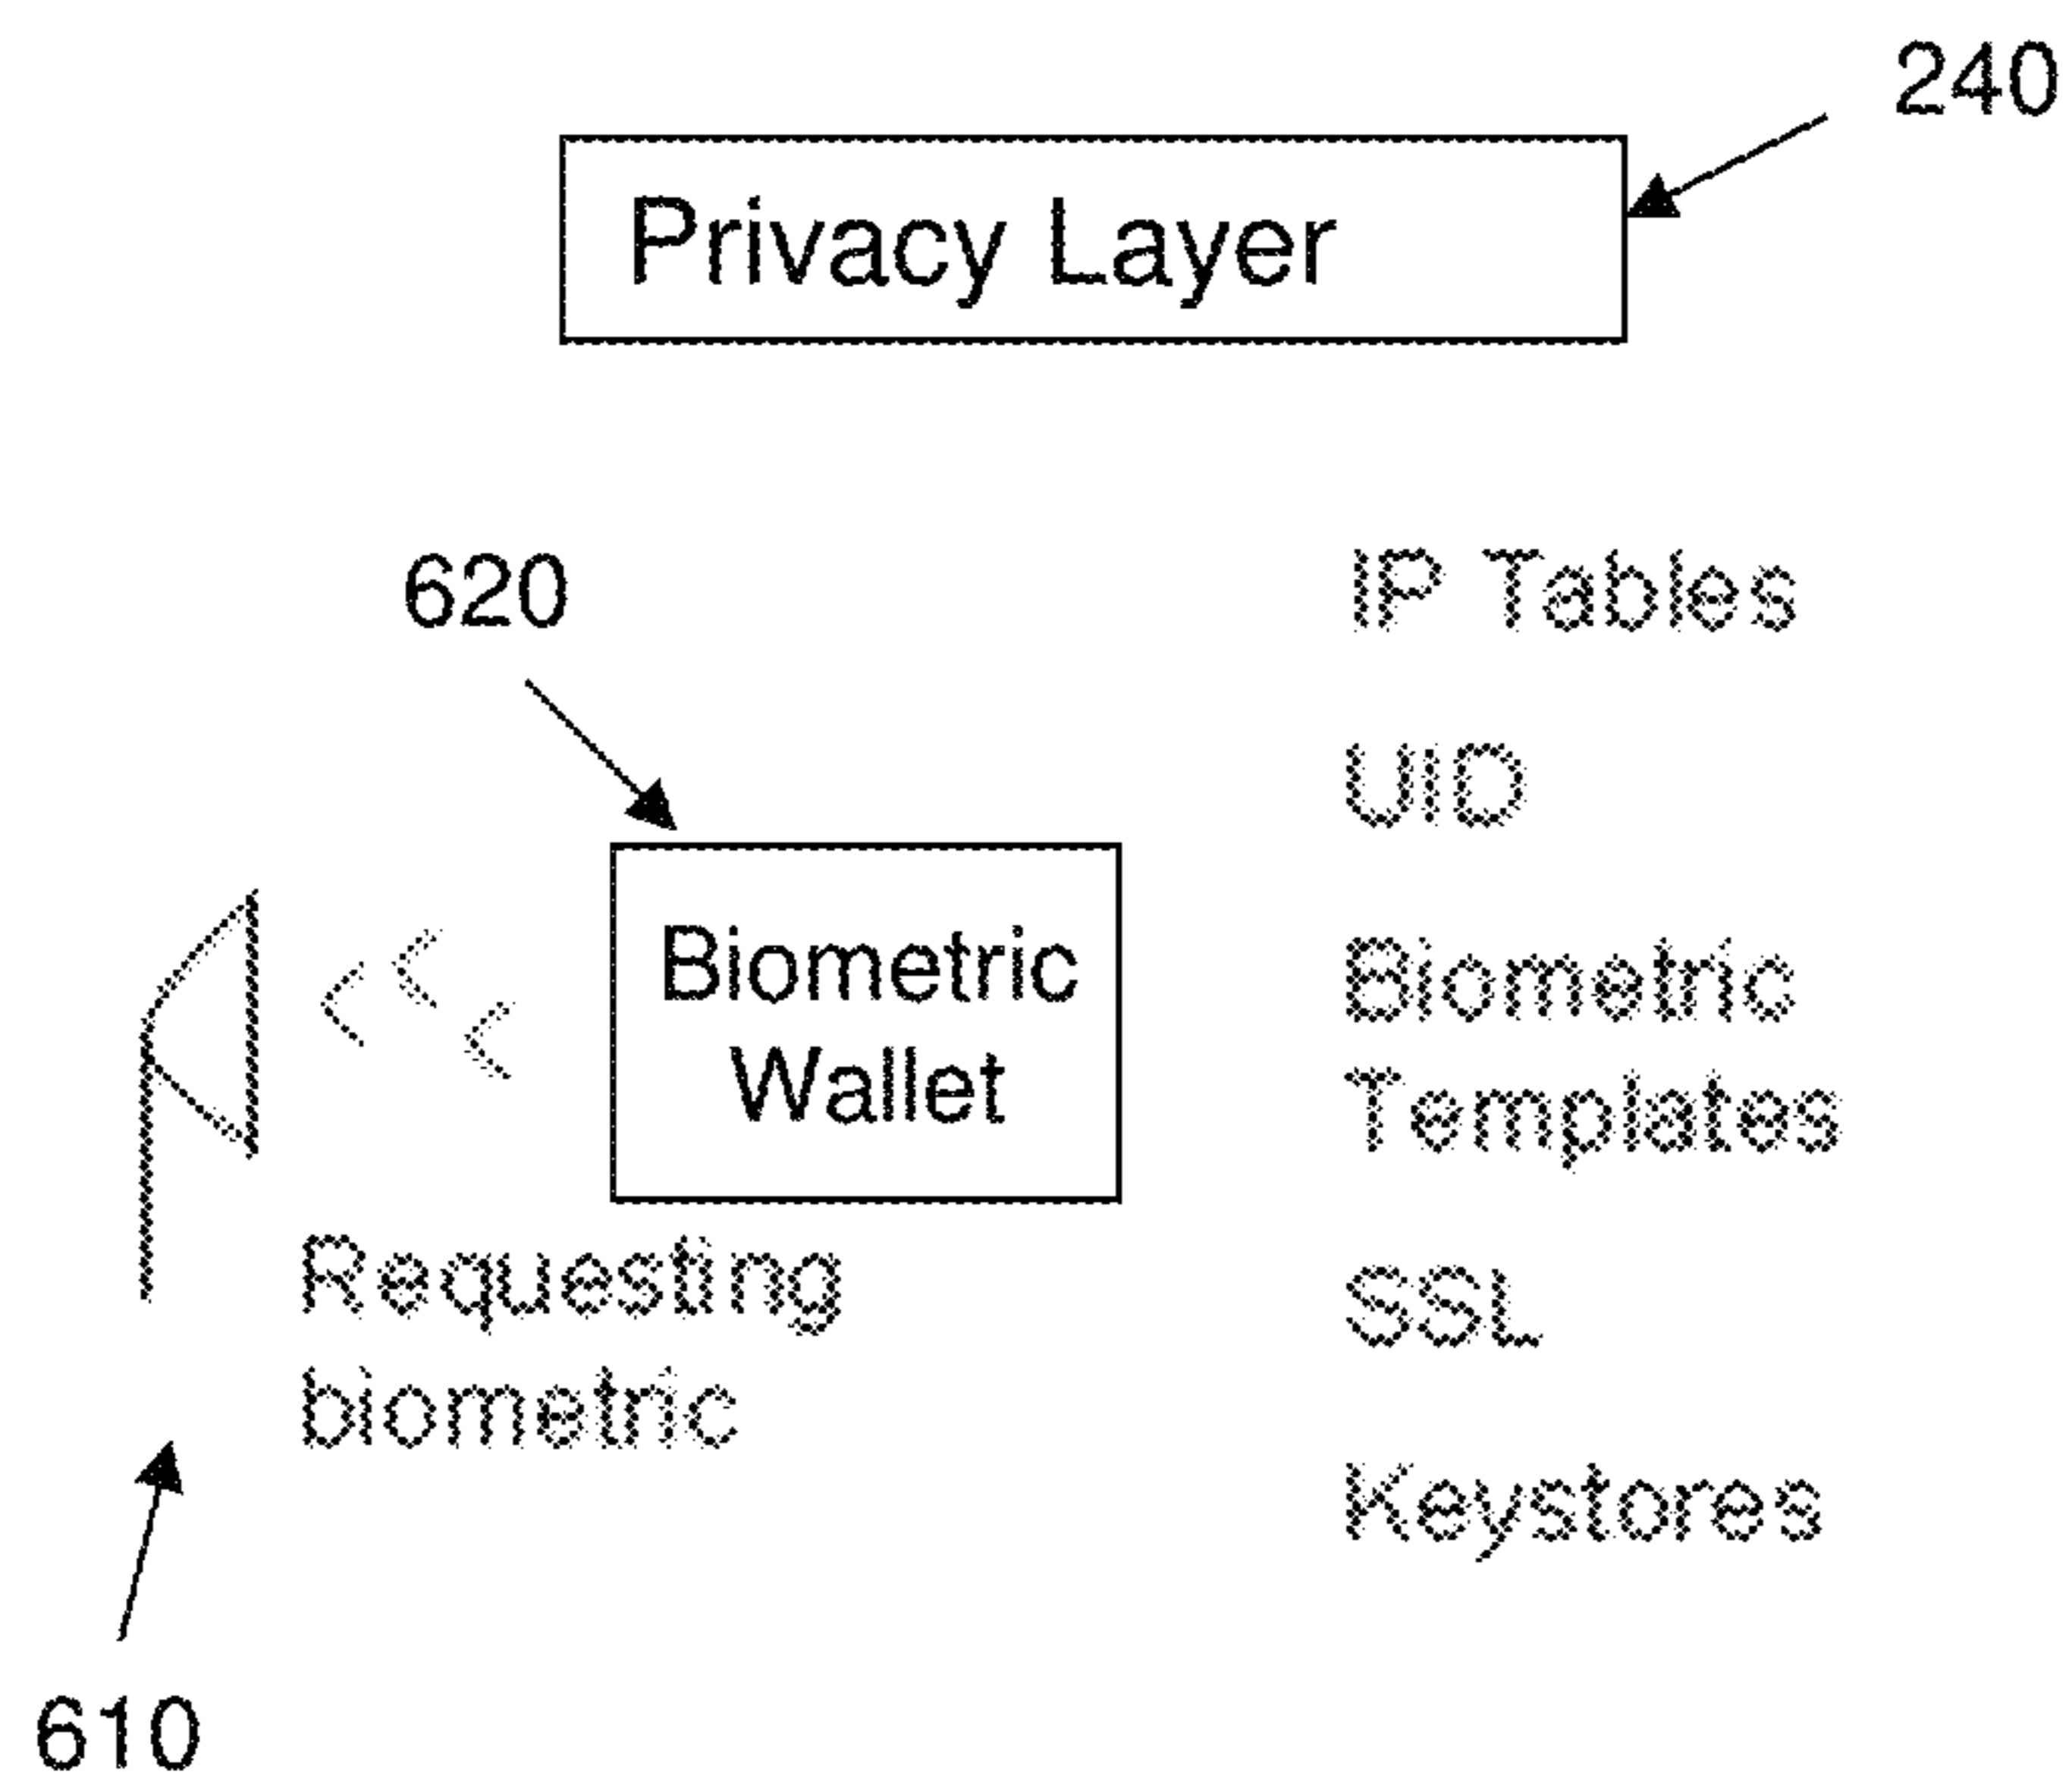 240
Privacy Layer
620
IP Tables
UID
Biometric
Wallet
Biometric
Templates
Requesting
biometric
SSL
Keystores
610